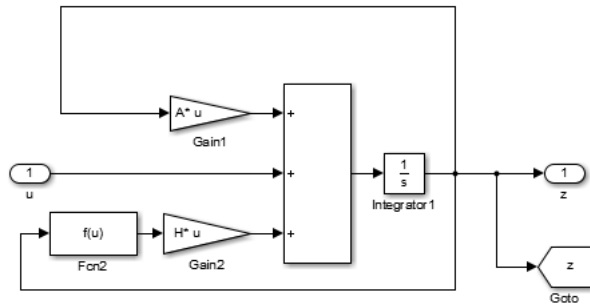 A* u
+
Gain1
1
u
+
1
s
Integrator1
1
z
f(u)
Fcn2
H* u
+
Gain2
z
Goto